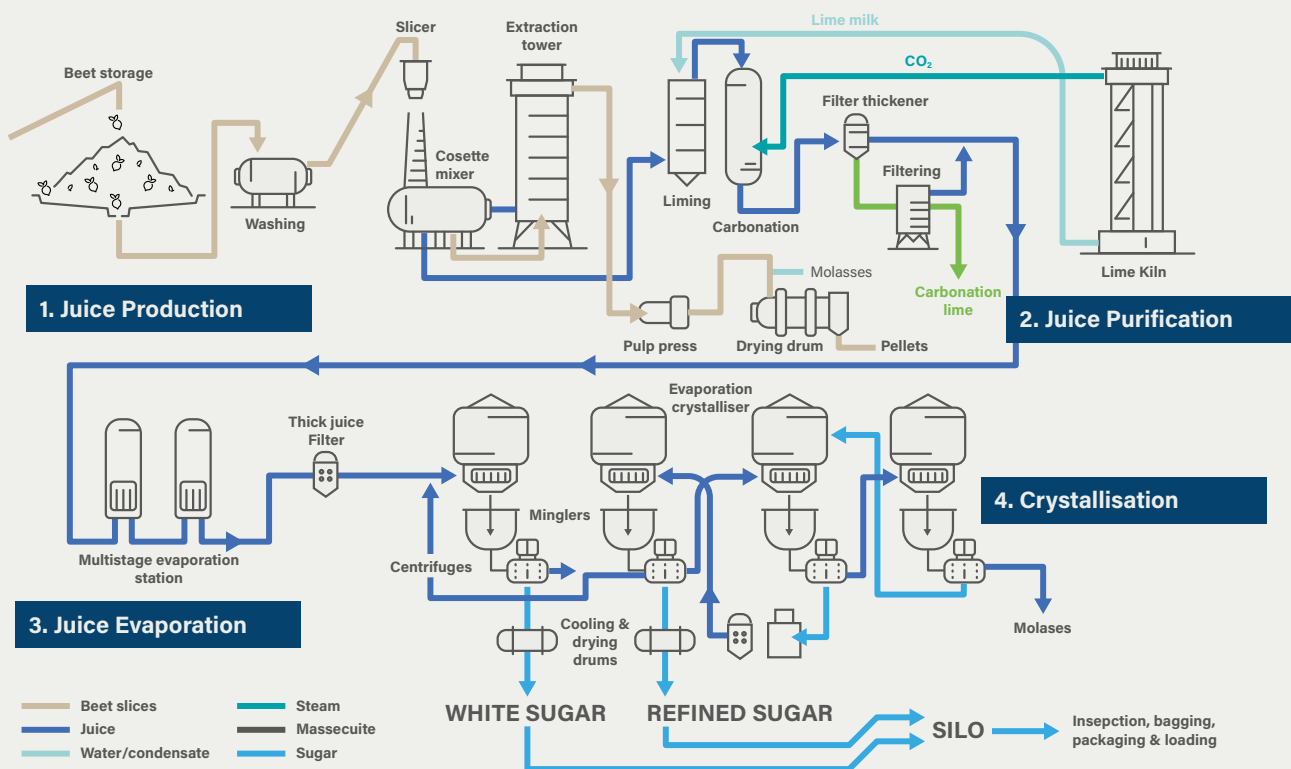 Beet storage
Washing
Slicer
Cosette
mixer
Extraction
tower
Lime milk
CO₂
Liming
Carbonation
Filter thickener
Filtering
Carbonation
lime
Lime Kiln
Molasses
Pulp press
Drying drum
Pellets
1. Juice Production
2. Juice Purification
Multistage evaporation
station
Thick juice
Filter
Evaporation
crystalliser
Minglers
Centrifuges
Cooling &
drying
drums
Molases
3. Juice Evaporation
4. Crystallisation
WHITE SUGAR
REFINED SUGAR
SILO
Insepction, bagging,
packaging & loading
Beet slices
Juice
Water/condensate
Steam
Massecuite
Sugar